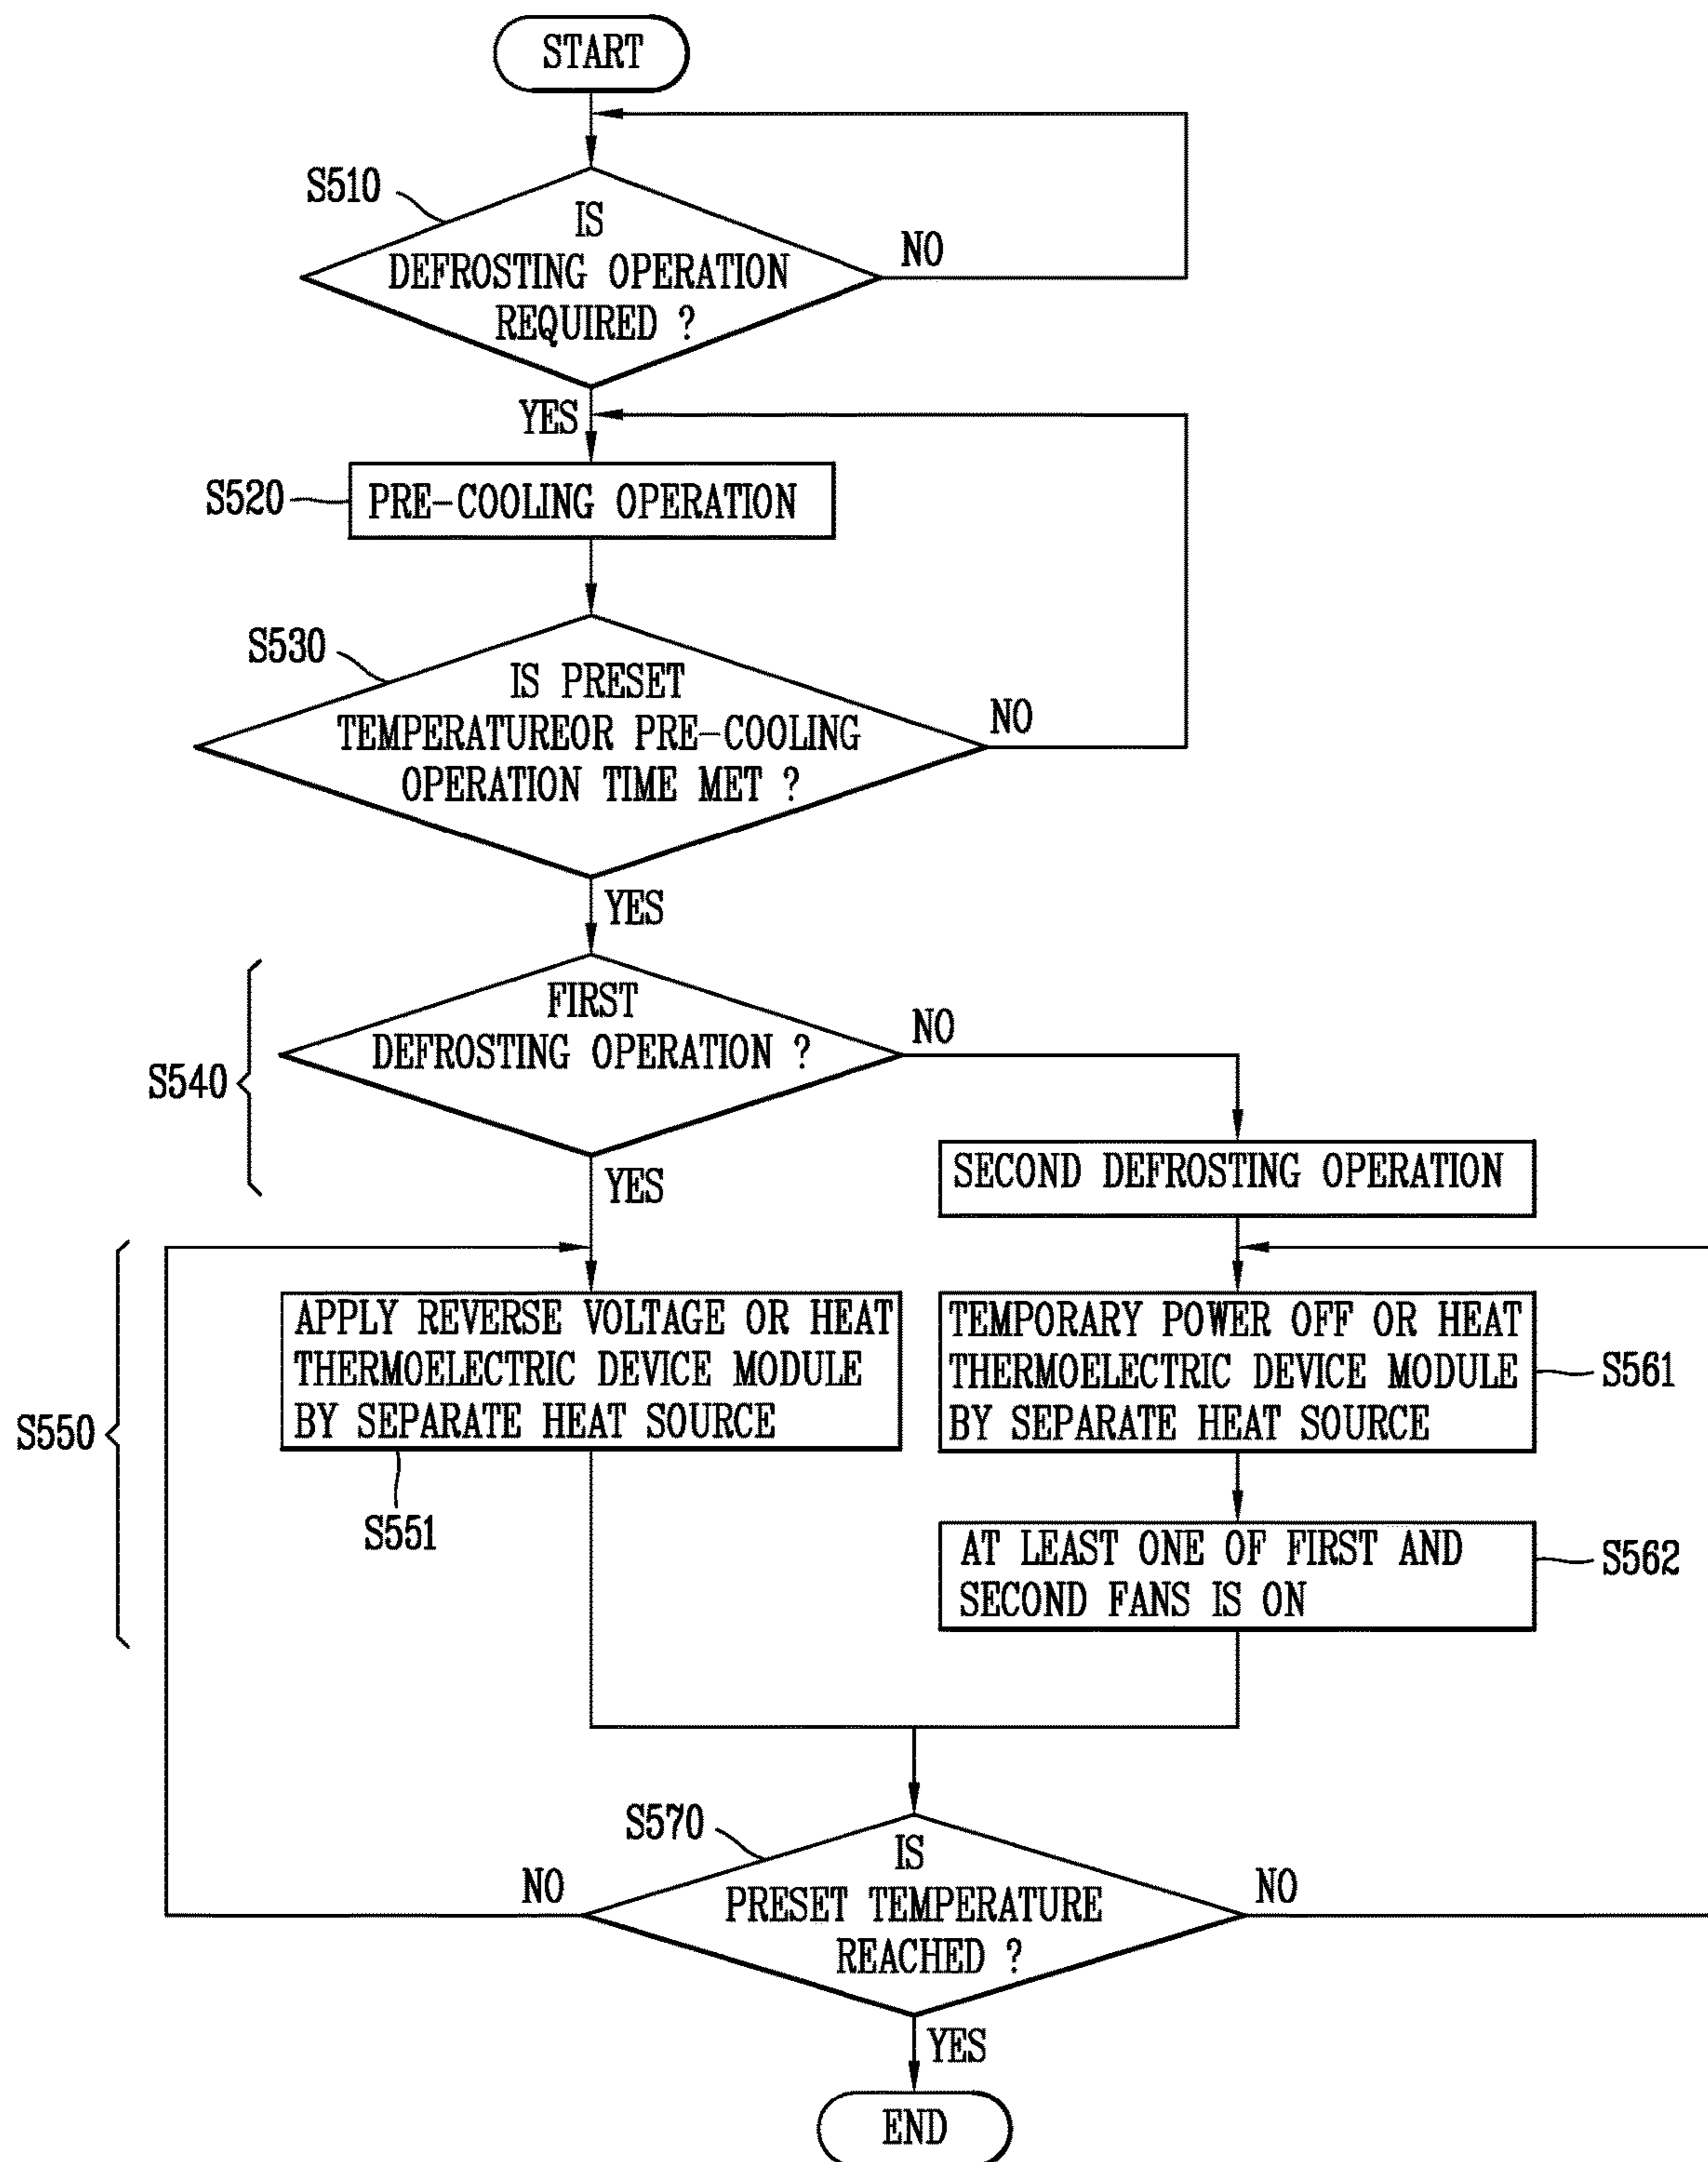 START
S510
IS
DEFROSTING OPERATION
REQUIRED ?
NO
YES
S520
PRE-COOLING OPERATION
S530
IS PRESET
TEMPERATUREOR PRE-COOLING
OPERATION TIME MET ?
NO
YES
S540
FIRST
DEFROSTING OPERATION ?
NO
YES
SECOND DEFROSTING OPERATION
S550
APPLY REVERSE VOLTAGE OR HEAT
THERMOELECTRIC DEVICE MODULE
BY SEPARATE HEAT SOURCE
S551
TEMPORARY POWER OFF OR HEAT
THERMOELECTRIC DEVICE MODULE
BY SEPARATE HEAT SOURCE
S561
AT LEAST ONE OF FIRST AND
SECOND FANS IS ON
S562
S570
IS
PRESET TEMPERATURE
REACHED ?
NO
NO
YES
END